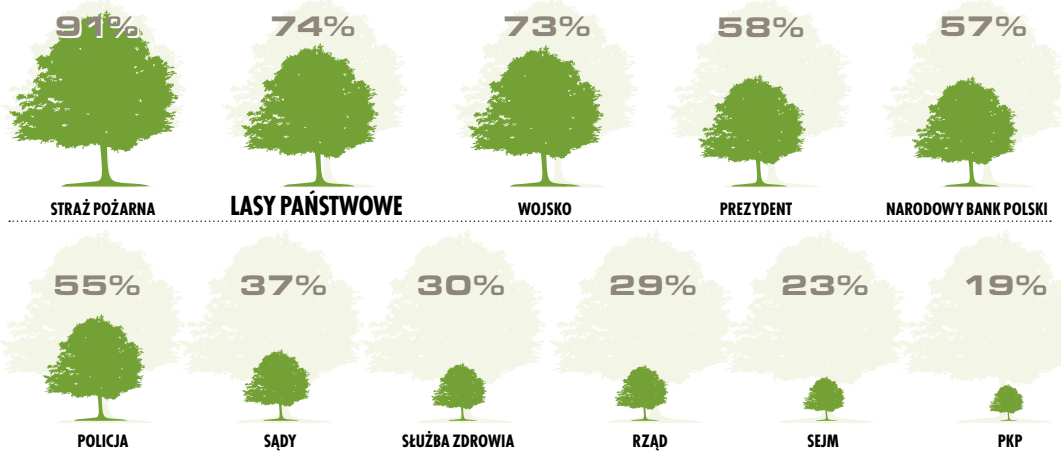 91% 74% 73% 58% 57%
STRAŻ POŻARNA LASY PAŃSTWOWE WOJSKO PREZYDENT NARODOWY BANK POLSKI
55% 37% 30% 29% 23% 19%
POLICJA SĄDY SŁUŻBA ZDROWIA RZĄD SEJM PKP